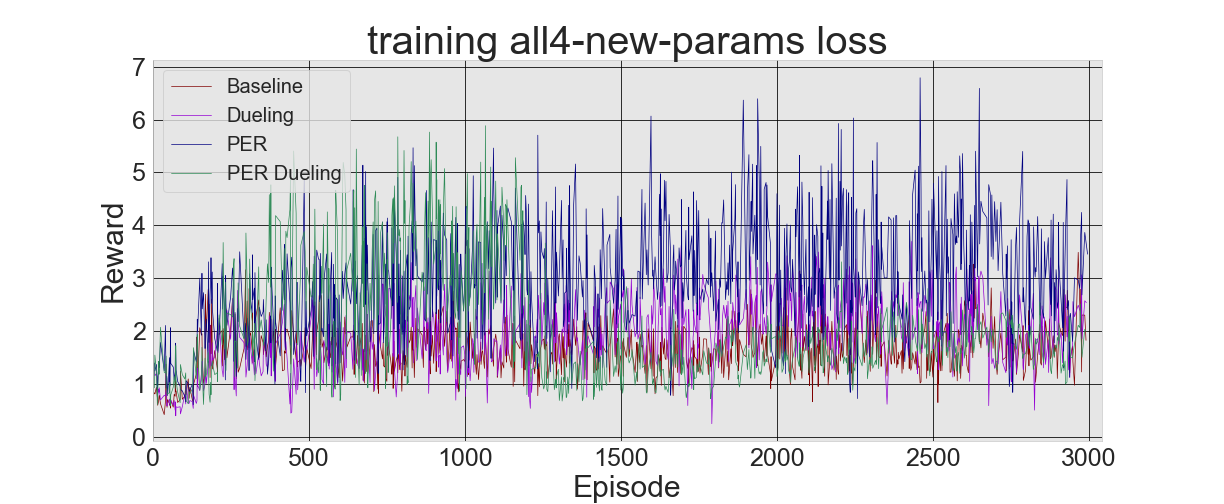 training all4-new-params loss
7
6
5
4
3
2
1
0
Reward
Baseline
Dueling
PER
PER Dueling
0 500 1000 1500 2000 2500 3000
Episode